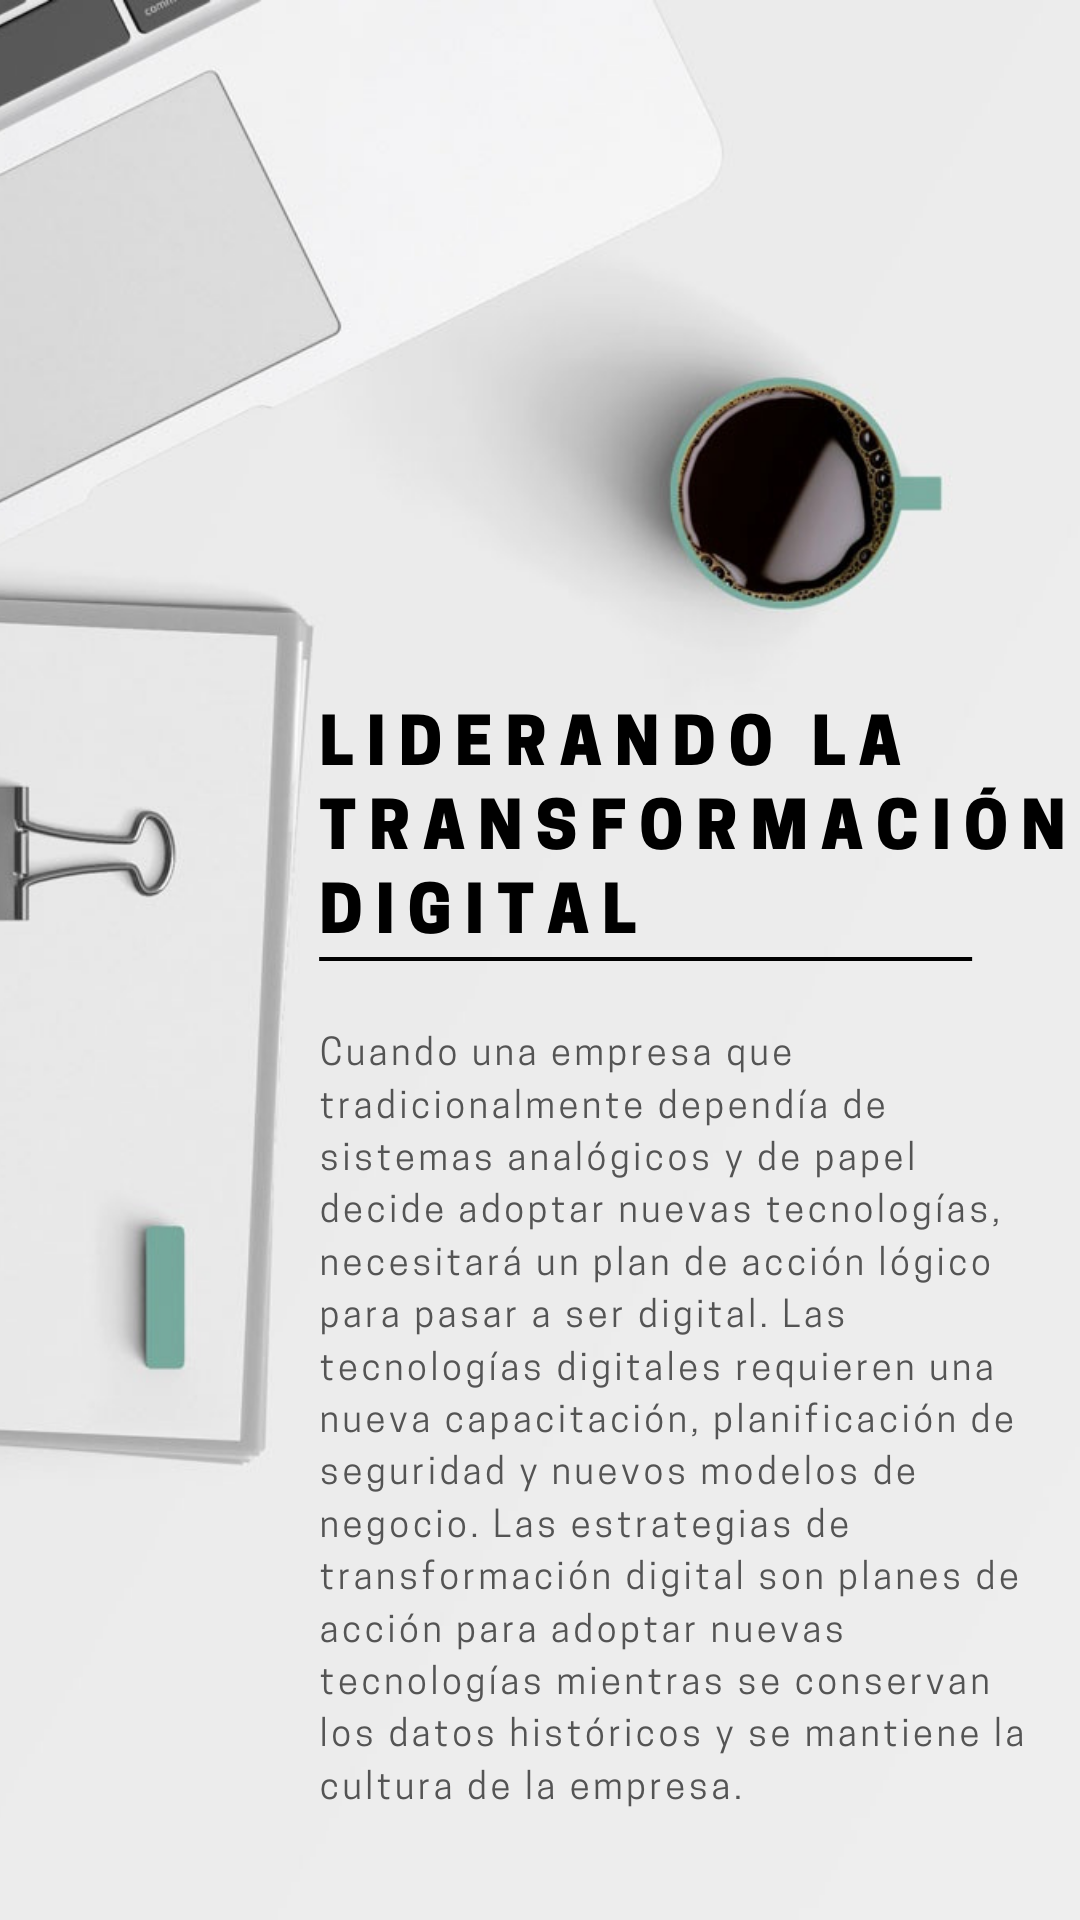 LIDERANDO LA
TRANSFORMACIÓN
DIGITAL
Cuando una empresa que
tradicionalmente dependía de
sistemas analógicos y de papel
decide adoptar nuevas tecnologías,
necesitará un plan de acción lógico
para pasar a ser digital. Las
tecnologías digitales requieren una
nueva capacitación, planificación de
seguridad y nuevos modelos de
negocio. Las estrategias de
transformación digital son planes de
acción para adoptar nuevas
tecnologías mientras se conservan
los datos históricos y se mantiene la
cultura de la empresa.